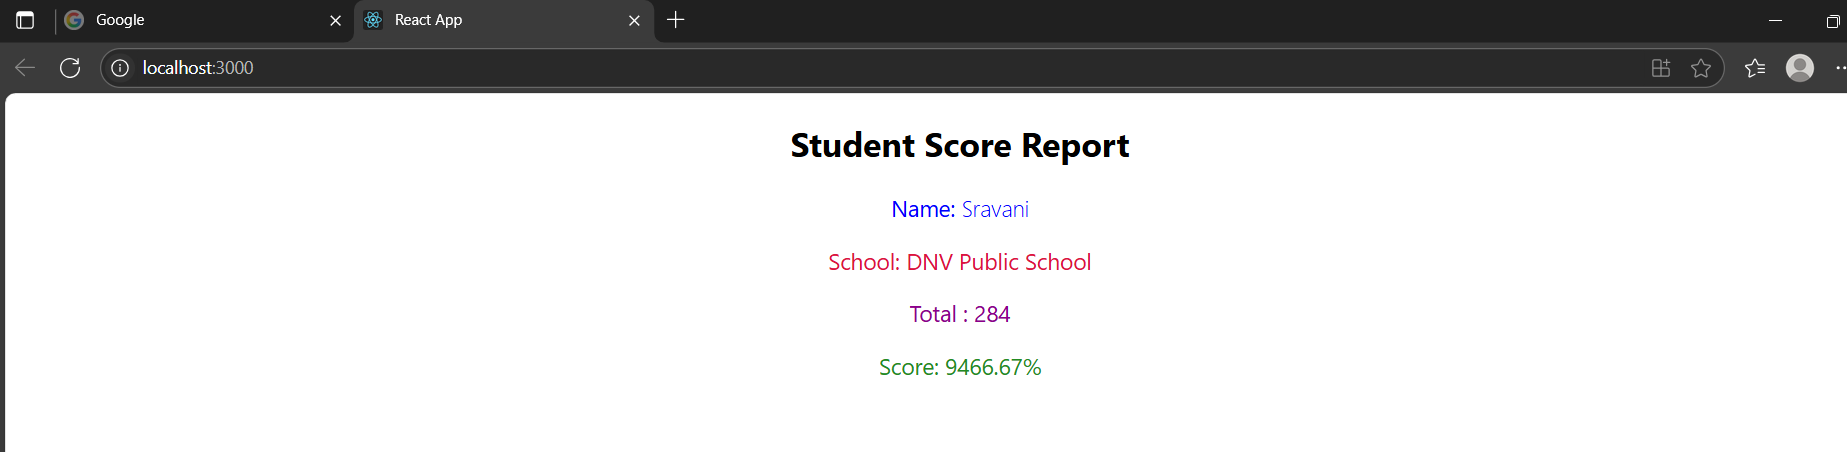 Google
React App
localhost:3000
Student Score Report
Name: Sravani
School: DNV Public School
Total : 284
Score: 9466.67%